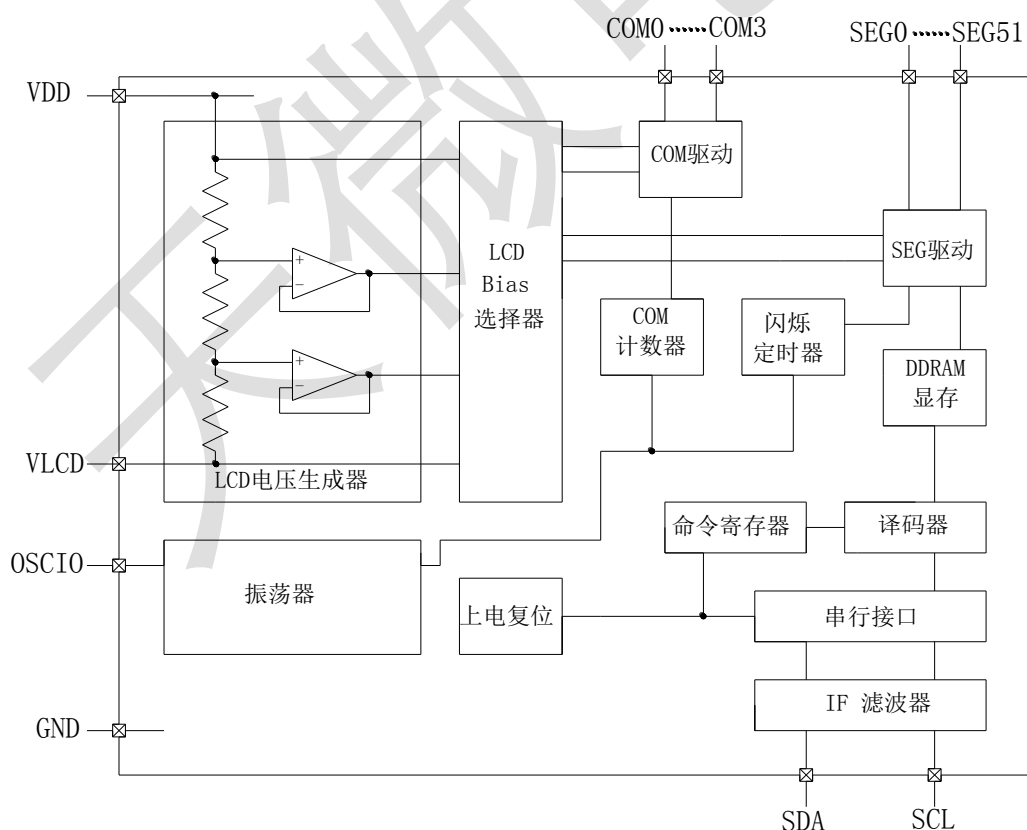 COM0 ······ COM3
SEG0 ······ SEG51
VDD
COM驱动
SEG驱动
LCD
Bias
选择器
COM
计数器
闪烁
定时器
DDRAM
显存
VLCD
LCD电压生成器
命令寄存器
译码器
OSCIO
振荡器
上电复位
串行接口
IF 滤波器
GND
SDA
SCL
+
-
+
-
天微电